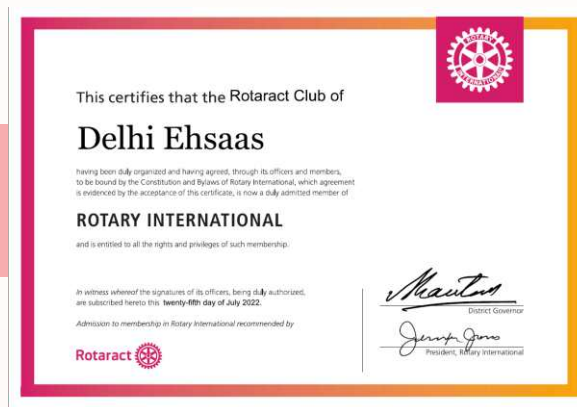 ROTARY
INTERNATIONAL
This certifies that the Rotaract Club of
Delhi Ehsaas
having been duly organized and having agreed, through its officers and members,
to be bound by the Constitution and Bylaws of Rotary International, which agreement
is evidenced by the acceptance of this certificate, is now a duly admitted member of
ROTARY INTERNATIONAL
and is entitled to all the rights and privileges of such membership.
In witness whereof the signatures of its officers, being duly authorized,
are subscribed hereto this twenty-fifth day of July 2022.
Admission to membership in Rotary International recommended by
Rotaract
District Governor
President, Rotary International